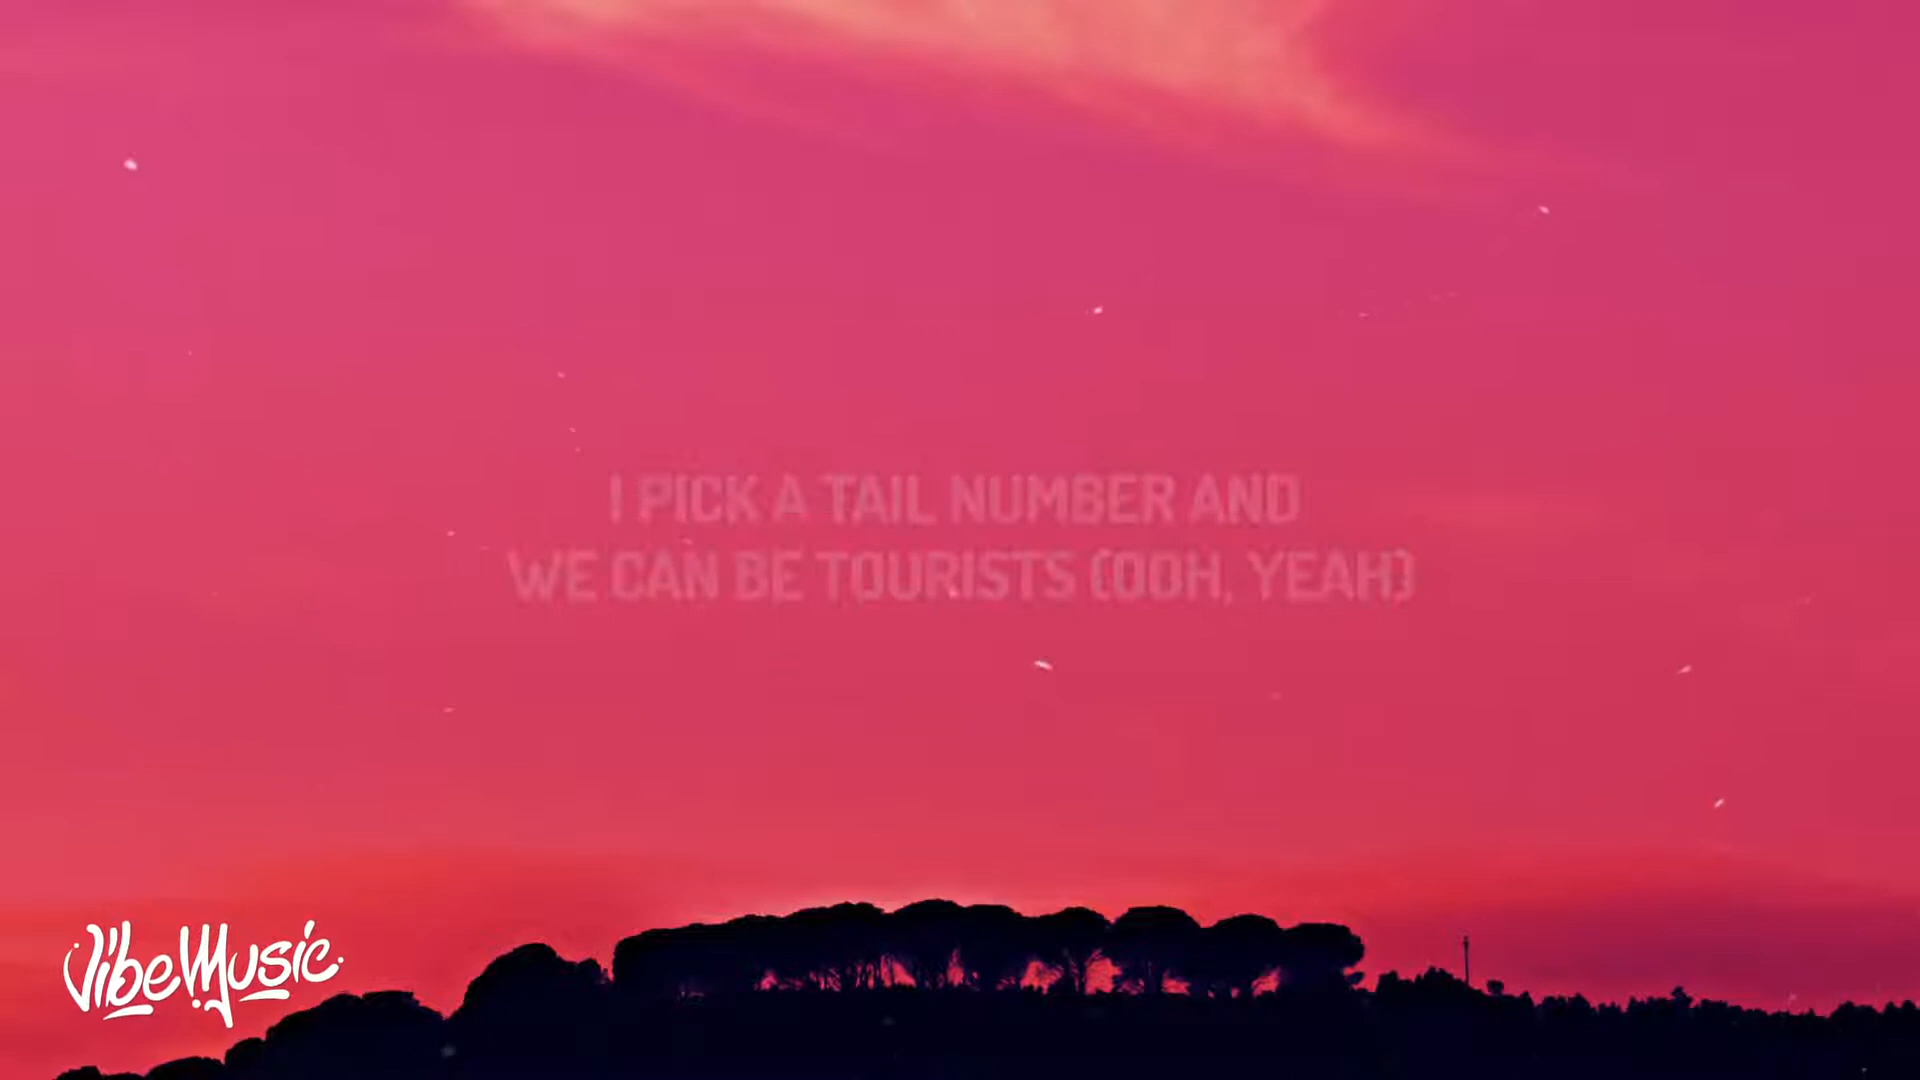 I PICK A TAIL NUMBER AND
WE CAN BE TOURISTS (OOH, YEAH)
VibeMusic.